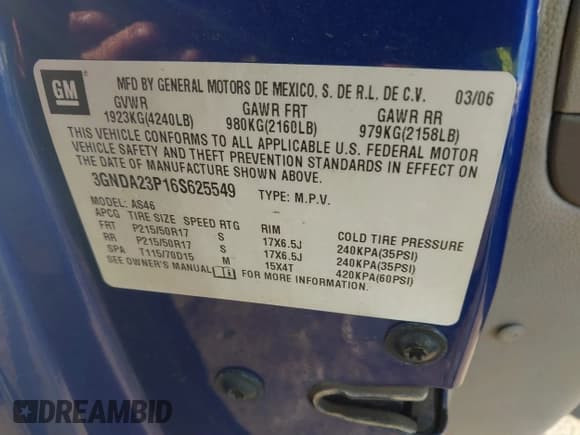 GM
MFD BY GENERAL MOTORS DE MEXICO, S. DE R.L. DE C.V. 03/06
GVWR GAWR FRT GAWR RR
1923KG(4240LB) 980KG(2160LB) 979KG(2158LB)
THIS VEHICLE CONFORMS TO ALL APPLICABLE U.S. FEDERAL MOTOR
VEHICLE SAFETY AND THEFT PREVENTION STANDARDS IN EFFECT ON
THE DATE OF MANUFACTURE SHOWN ABOVE.
3GNDA23P16S625549 TYPE: M.P.V.
MODEL: AS46
APCG TIRE SIZE SPEED RTG RIM COLD TIRE PRESSURE
FRT P215/50R17 S 17X6.5J 240KPA(35PSI)
RR P215/50R17 S 17X6.5J 240KPA(35PSI)
SPA T115/70D15 M 15X4T 420KPA(60PSI)
SEE OWNER'S MANUAL FOR MORE INFORMATION.
DREAMBID